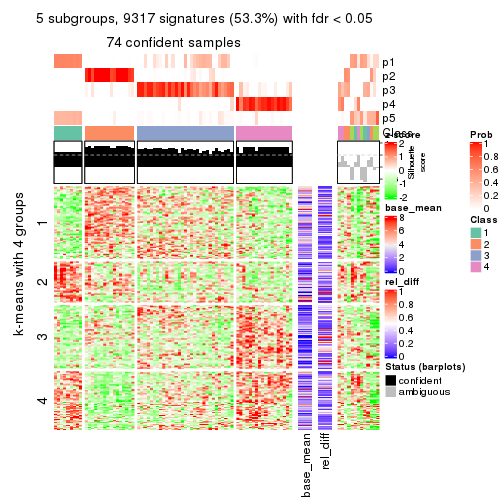 5 subgroups, 9317 signatures (53.3%) with fdr < 0.05
74 confident samples
p1
p2
p3
p4
p5
Class
Silhouette
score
k-means with 4 groups
1
2
3
4
base_mean
rel_diff
z-score
2
1
0
-1
-2
base_mean
8
6
4
2
0
rel_diff
1
0.8
0.6
0.4
0.2
0
Status (barplots)
confident
ambiguous
Prob
1
0.8
0.6
0.4
0.2
0
Class
1
2
3
4